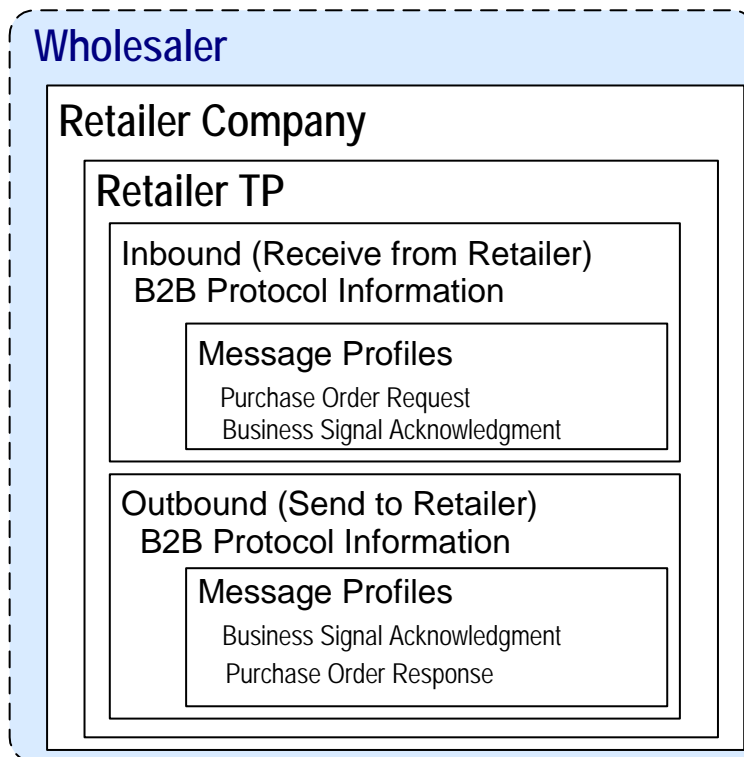 Wholesaler
Retailer Company
Retailer TP
Inbound (Receive from Retailer)
B2B Protocol Information
Message Profiles
Purchase Order Request
Business Signal Acknowledgment
Outbound (Send to Retailer)
B2B Protocol Information
Message Profiles
Business Signal Acknowledgment
Purchase Order Response